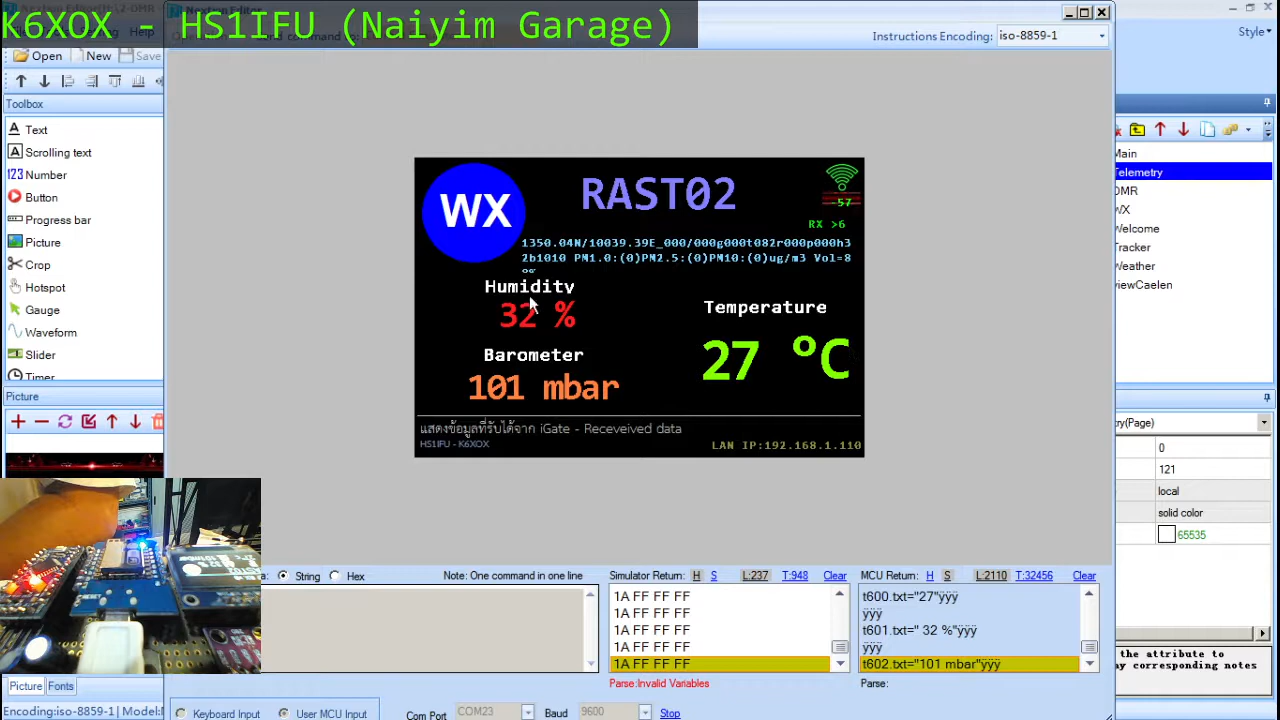 K6XOX - HS1IFU (Naiyim Garage)
Instructions Encoding: iso-8859-1
Style
Open New Save
Toolbox
Text
Scrolling text
Number
Button
Progress bar
Picture
Crop
Hotspot
Gauge
Waveform
Slider
Timer
Picture
Picture Fonts
WX
RAST02
-57
RX >6
1350.04N/10039.39E_000/000g000t082r000p000h3
2b1010 PM1.0:(0)PM2.5:(0)PM10:(0)ug/m3 Vol=8
Humidity
32 %
Barometer
101 mbar
Temperature
27 °C
แสดงข้อมูลที่รับได้จาก iGate - Receveived data
HS1IFU - K6XOX
LAN IP:192.168.1.110
Main
Telemetry
DMR
WX
Welcome
Tracker
Weather
viewCaelen
ry(Page)
0
121
local
solid color
65535
the attribute to
y corresponding notes
a: String Hex Note: One command in one line
Simulator Return: H S L:237 T:948 Clear
1A FF FF FF
1A FF FF FF
1A FF FF FF
1A FF FF FF
1A FF FF FF
Parse:Invalid Variables
MCU Return: H S L:2110 T:32456 Clear
t600.txt="27"ÿÿÿ
ÿÿÿ
t601.txt=" 32 %"ÿÿÿ
ÿÿÿ
t602.txt="101 mbar"ÿÿÿ
Parse:
Encoding:iso-8859-1 Model:N
Keyboard Input User MCU Input Com Port COM23 Baud 9600 Stop